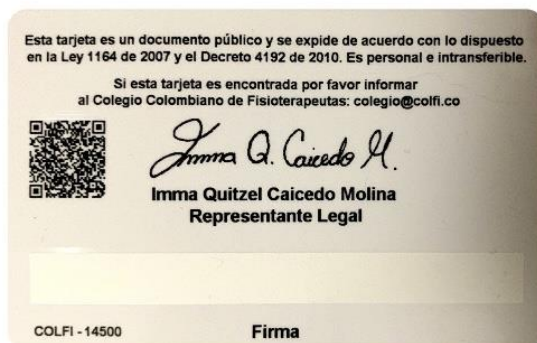 Esta tarjeta es un documento público y se expide de acuerdo con lo dispuesto
en la Ley 1164 de 2007 y el Decreto 4192 de 2010. Es personal e intransferible.
Si esta tarjeta es encontrada por favor informar
al Colegio Colombiano de Fisioterapeutas: colegio@colfi.co
Imma Q. Caicedo M.
Imma Quitzel Caicedo Molina
Representante Legal
COLFI - 14500
Firma